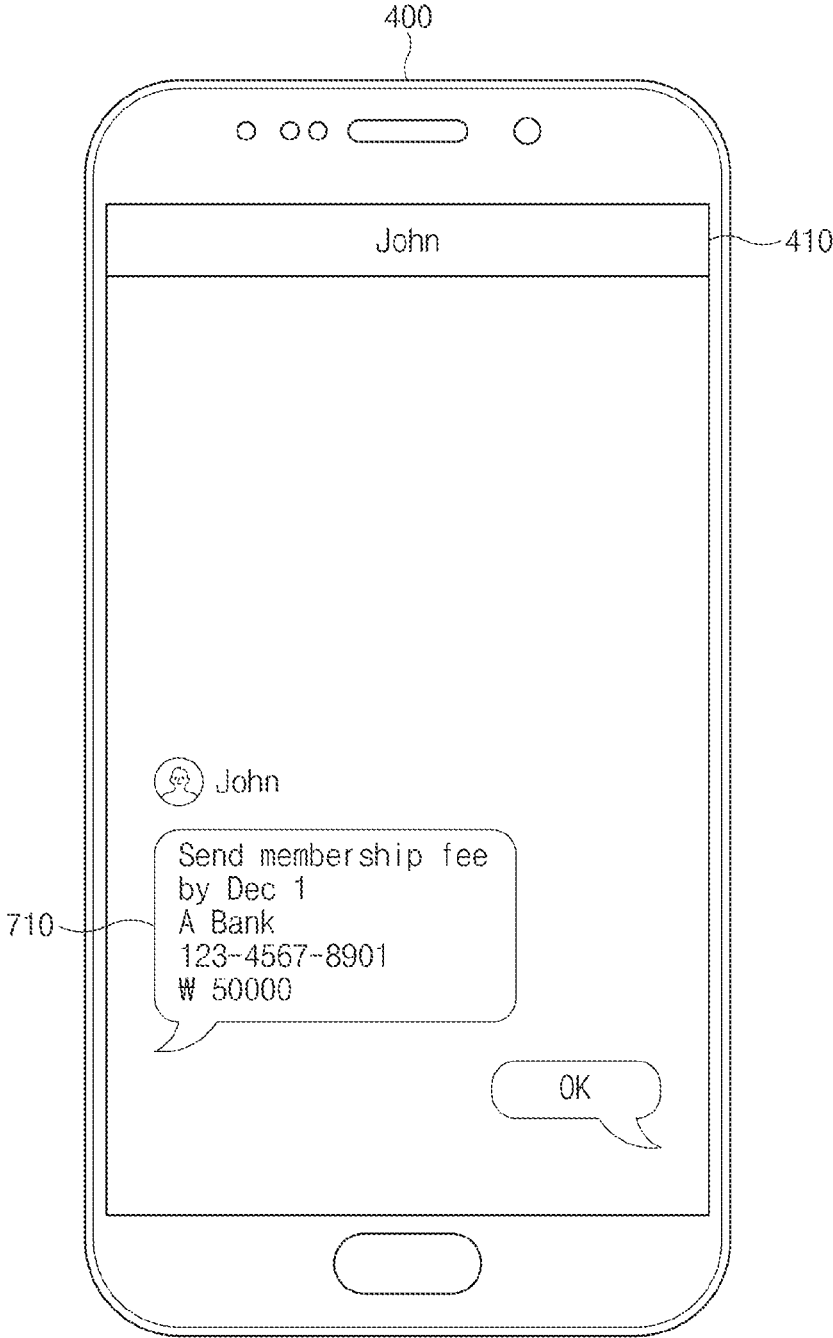 400
John
410
John
Send membership fee
by Dec 1
A Bank
710
123-4567-8901
₩ 50000
OK